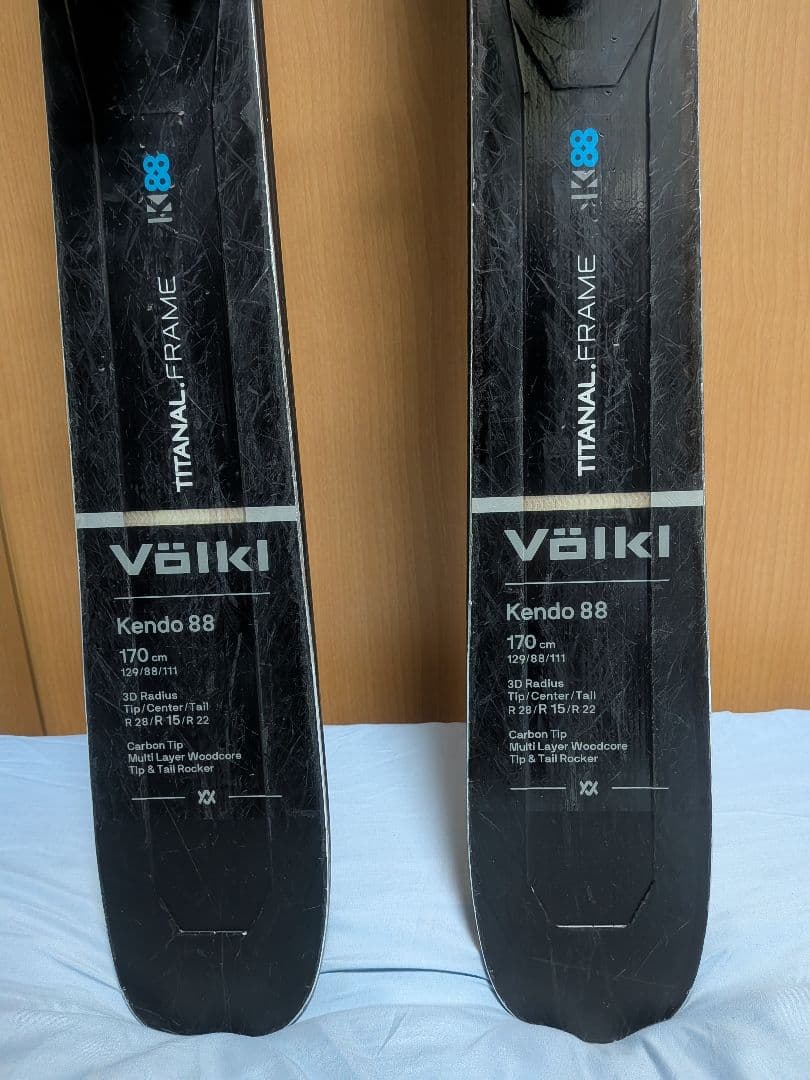 K88
TITANAL.FRAME
Völkl
Kendo 88
170 cm
129/88/111
3D Radius
Tip/Center/Tail
R 28/R 15/R 22
Carbon Tip
Multi Layer Woodcore
Tip & Tail Rocker
K88
TITANAL.FRAME
Völkl
Kendo 88
170 cm
129/88/111
3D Radius
Tip/Center/Tail
R 28/R 15/R 22
Carbon Tip
Multi Layer Woodcore
Tip & Tail Rocker